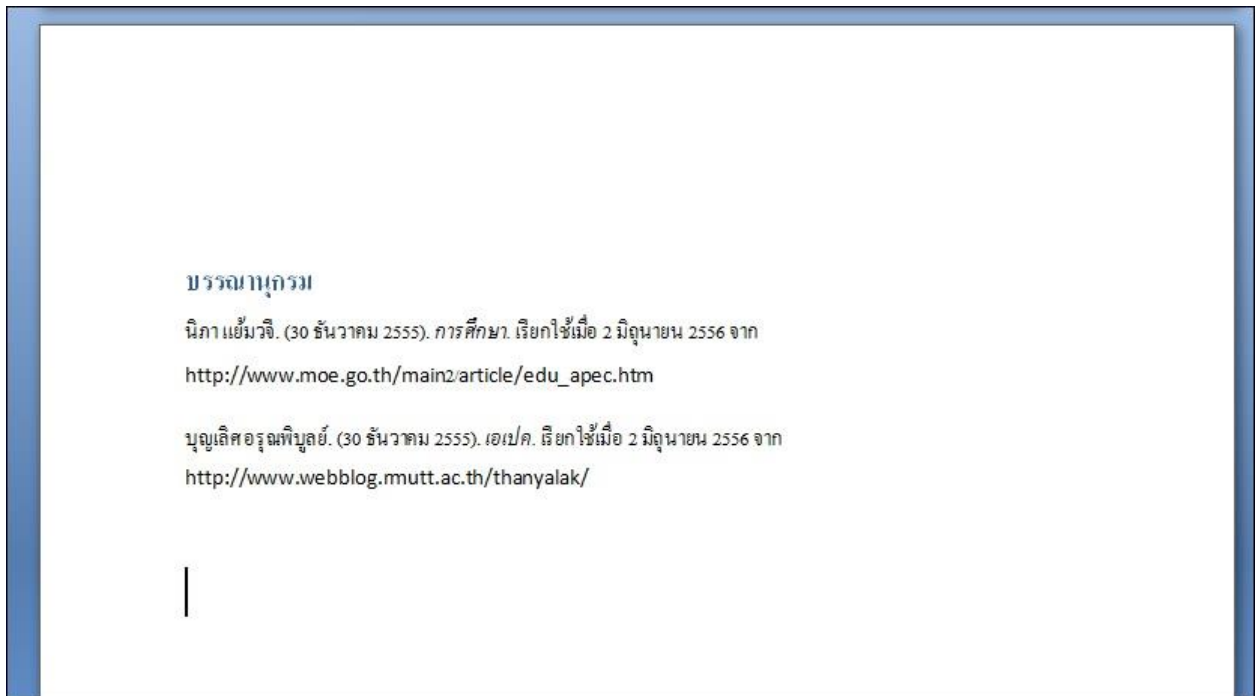 บรรณานุกรม
นิภา แย้มวจี. (30 ธันวาคม 2555). การศึกษา. เรียกใช้เมื่อ 2 มิถุนายน 2556 จาก
http://www.moe.go.th/main2/article/edu_apec.htm
บุญเลิศ อรุณพิบูลย์. (30 ธันวาคม 2555). เอเปค. เรียกใช้เมื่อ 2 มิถุนายน 2556 จาก
http://www.webblog.rmutt.ac.th/thanyalak/